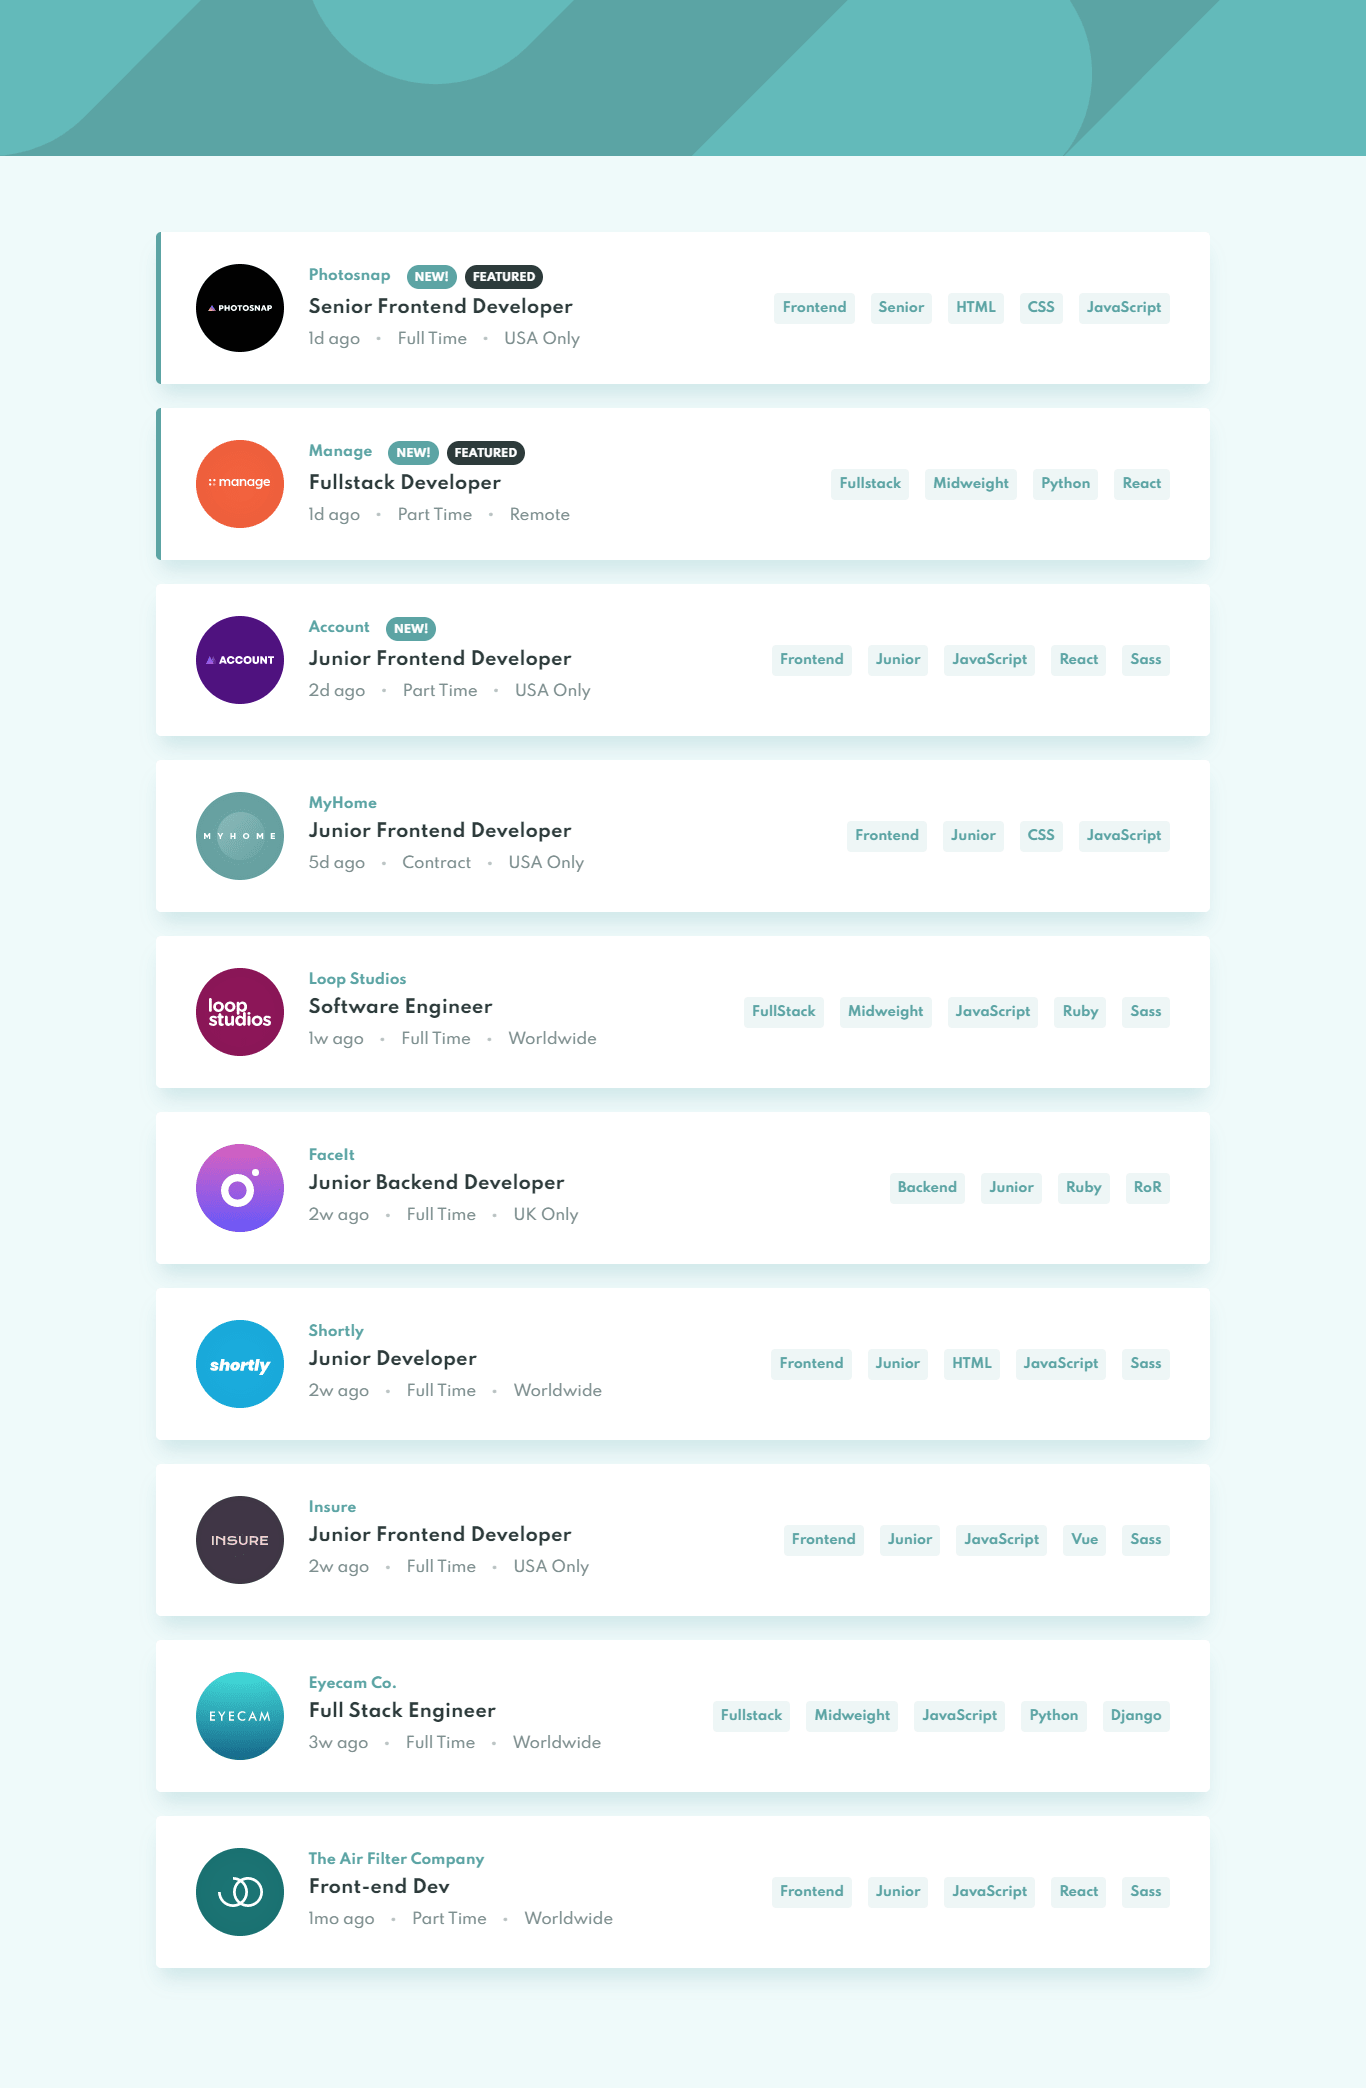 PHOTOSNAP
Photosnap NEW! FEATURED
Senior Frontend Developer
1d ago • Full Time • USA Only
Frontend Senior HTML CSS JavaScript
manage
Manage NEW! FEATURED
Fullstack Developer
1d ago • Part Time • Remote
Fullstack Midweight Python React
ACCOUNT
Account NEW!
Junior Frontend Developer
2d ago • Part Time • USA Only
Frontend Junior JavaScript React Sass
MYHOME
MyHome
Junior Frontend Developer
5d ago • Contract • USA Only
Frontend Junior CSS JavaScript
loop
studios
Loop Studios
Software Engineer
1w ago • Full Time • Worldwide
FullStack Midweight JavaScript Ruby Sass
FaceIt
Junior Backend Developer
2w ago • Full Time • UK Only
Backend Junior Ruby RoR
shortly
Shortly
Junior Developer
2w ago • Full Time • Worldwide
Frontend Junior HTML JavaScript Sass
INSURE
Insure
Junior Frontend Developer
2w ago • Full Time • USA Only
Frontend Junior JavaScript Vue Sass
EYECAM
Eyecam Co.
Full Stack Engineer
3w ago • Full Time • Worldwide
Fullstack Midweight JavaScript Python Django
The Air Filter Company
Front-end Dev
1mo ago • Part Time • Worldwide
Frontend Junior JavaScript React Sass